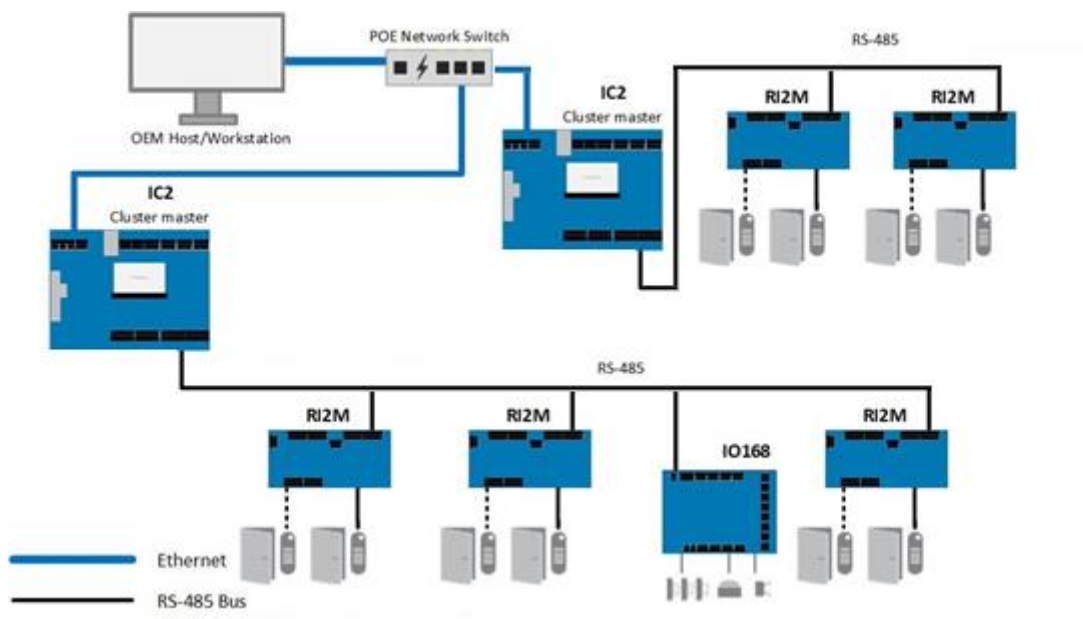 POE Network Switch
RS-485
OEM Host/Workstation
IC2
Cluster master
RI2M
RI2M
IC2
Cluster master
RS-485
RI2M
RI2M
IO168
RI2M
Ethernet
RS-485 Bus